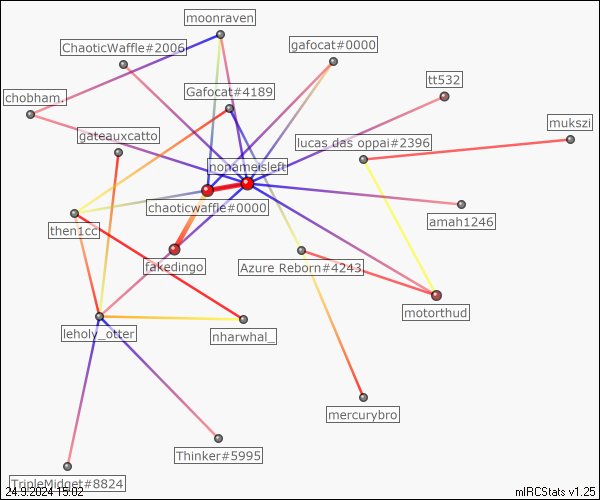 moonraven
ChaoticWaffle#2006
gafocat#0000
tt532
Gafocat#4189
chobham.
mukszi
gateauxcatto
lucas das oppai#2396
nonameisleft
chaoticwaffle#0000
amah1246
then1cc
fakedingo
Azure Reborn#4243
motorthud
leholy_otter
nharwhal_
mercurybro
Thinker#5995
TripleMidget#8824
24.9.2024 15:02
mIRCStats v1.25